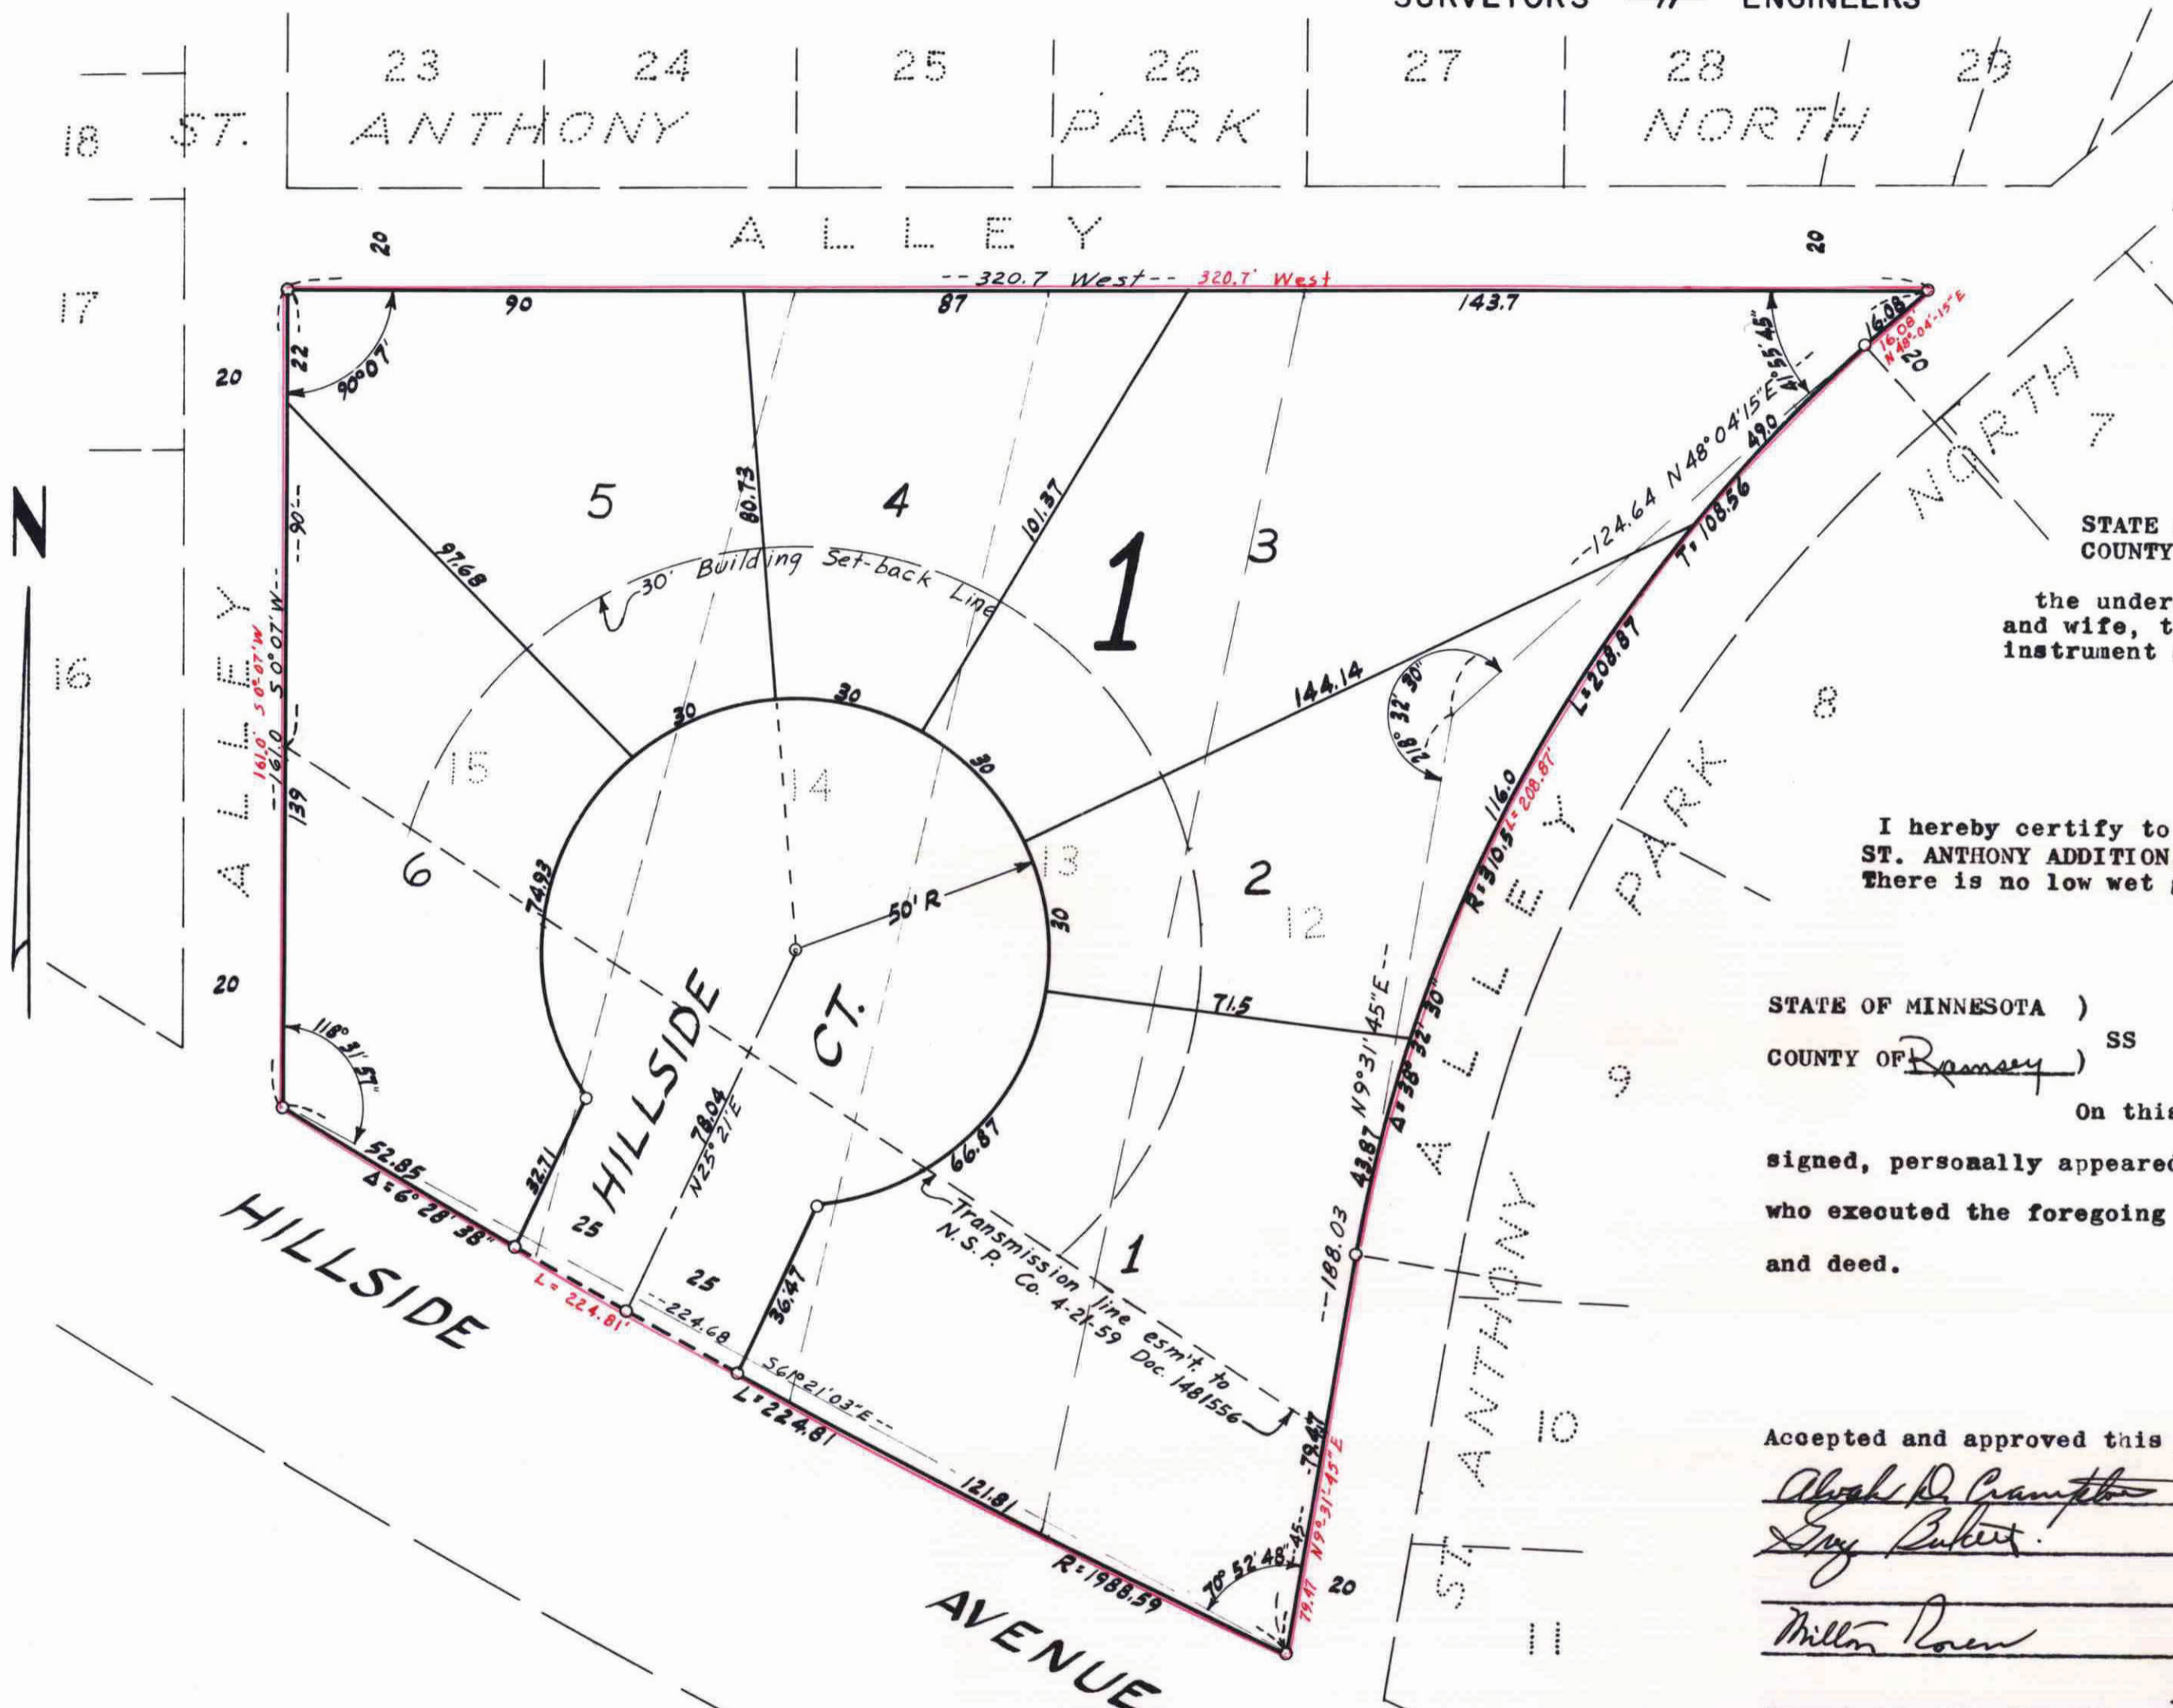 SURVEYORS ENGINEERS
23 24 25 26 27 28 29
18 ST. ANTHONY PARK NORTH
ALLEY
20
20
17
--320.7 West-- 320.7' West
90
87
143.7
16.08
16.08'
N 48°-04'-15"E
20
22
90°07'
20
41°55'45"
NORTH
7
N
--124.64 N 48°04'15"E
49.0
T=108.56
5
4
3
1
80.73
101.37
97.68
--90'--
30' Building Set-back Line
STATE
COUNTY
the under
and wife, t
instrument
ALLEY
16
161.0' S 0°-07'W
--161.0 S 0°07'W--
139
144.14
218° 32' 30"
L=208.87
8
30
30
30
30
15
14
13
12
6
2
116.0
L=208.87'
R=310.5
ALLEY
PARK
I hereby certify to
ST. ANTHONY ADDITION
There is no low wet
74.93
50' R
71.5
N9°31'45"E--
Δ=38° 32' 30"
20
HILLSIDE
CT.
STATE OF MINNESOTA )
SS
COUNTY OF Ramsey )
9
118° 31' 57"
78.04
N25°21'E
66.87
43.87
On this
52.85
Δ=6° 28' 38"
32.71
signed, personally appeared
who executed the foregoing
and deed.
HILLSIDE
25
25
36.47
Transmission line esm't. to
N.S.P. Co. 4-21-59 Doc. 1481556
1
--188.03
ST. ANTHONY
L=224.81'
--224.68
S61°21'03"E--
L=224.81
121.81
-79.47
79.47 N9°-31'-45"E
10
Accepted and approved this
Milton Rosen
R=1988.59
70° 52' 48"
-45--
20
11
AVENUE